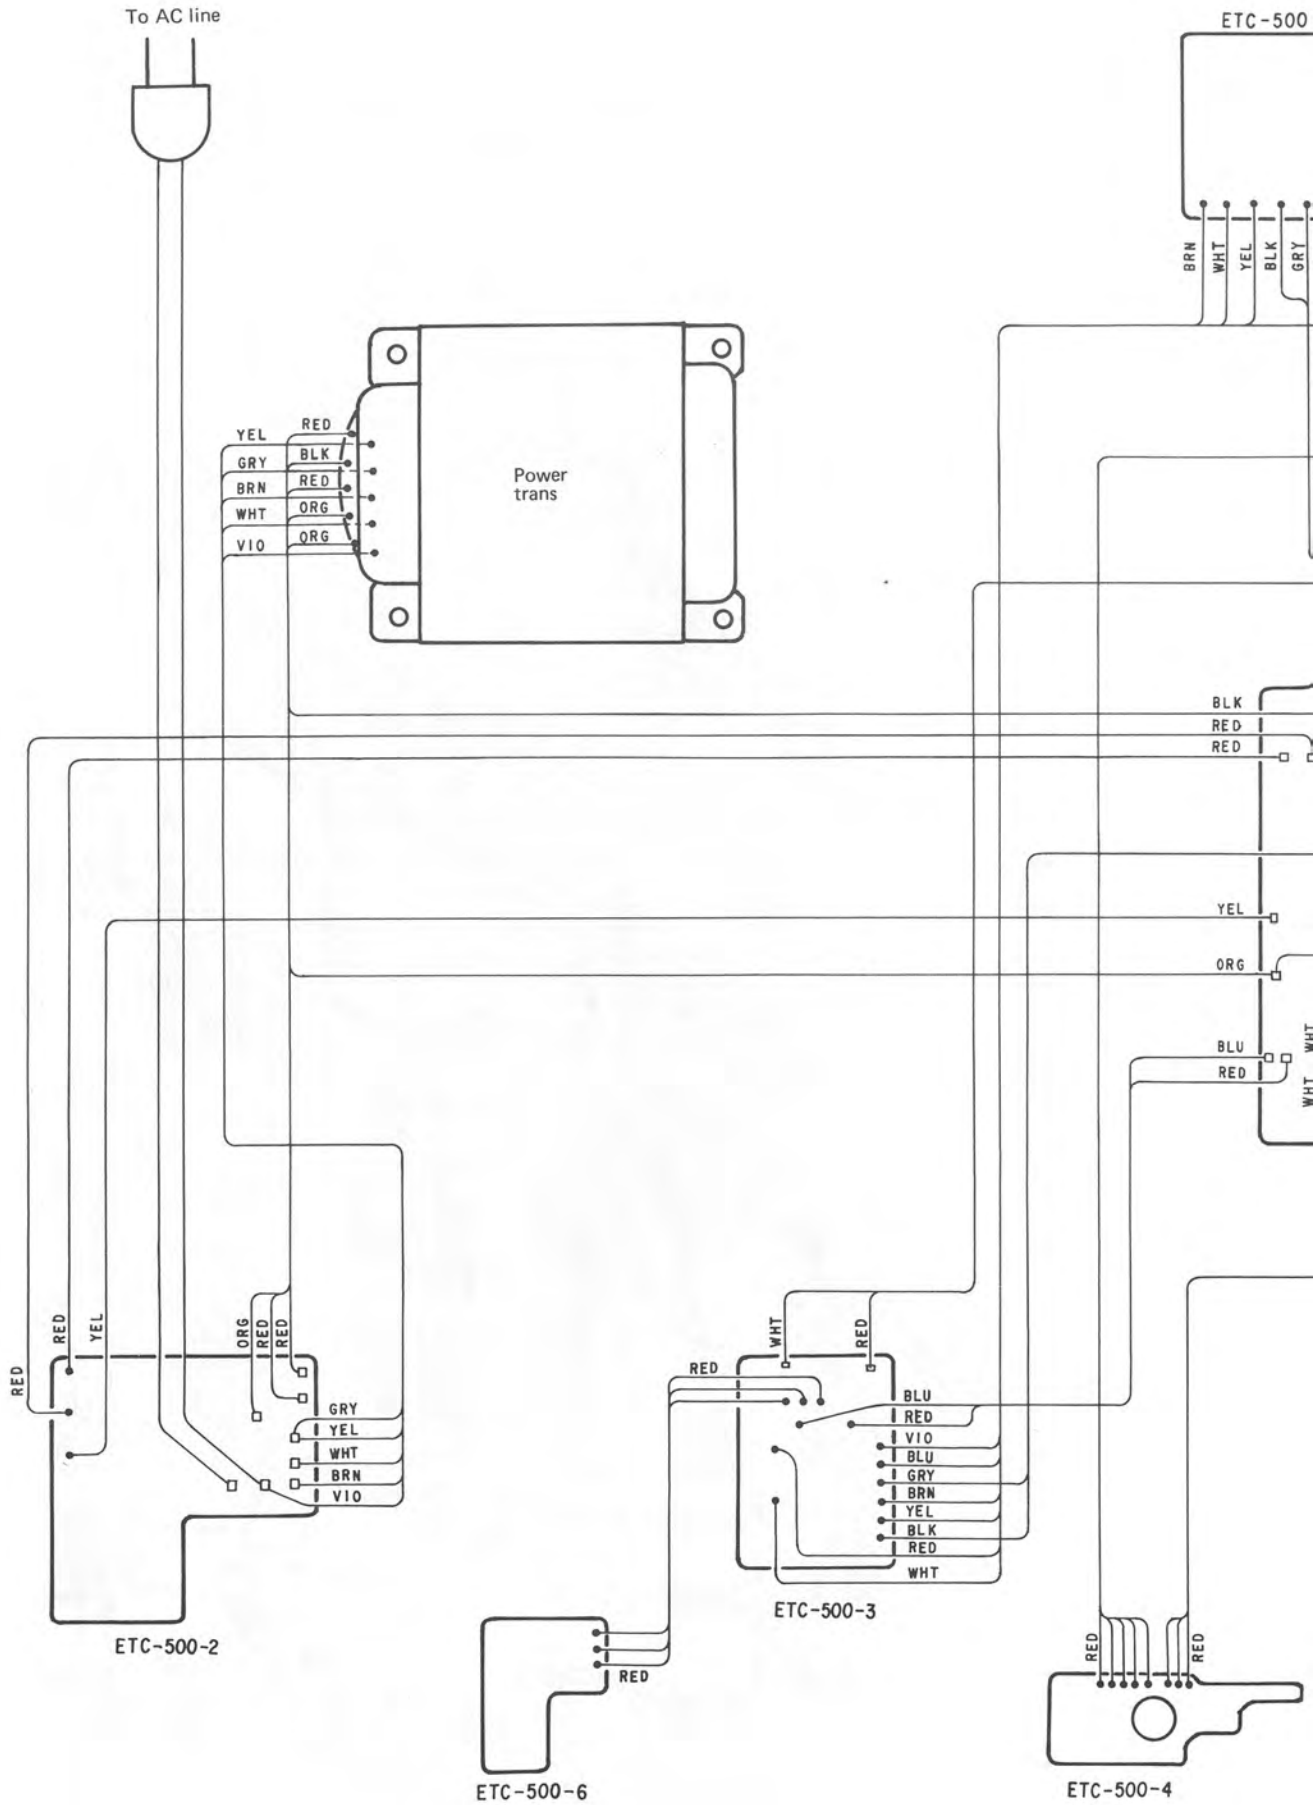 To AC line
ETC-500
BRN
WHT
YEL
BLK
GRY
RED
YEL
BLK
GRY
RED
BRN
ORG
WHT
ORG
VIO
Power
trans
BLK
RED
RED
YEL
ORG
WHT
BLU
RED
WHT
RED
YEL
ORG
RED
RED
WHT
RED
RED
RED
BLU
GRY
RED
YEL
VIO
WHT
BLU
BRN
GRY
VIO
BRN
YEL
BLK
RED
WHT
ETC-500-3
ETC-500-2
RED
RED
RED
ETC-500-6
ETC-500-4